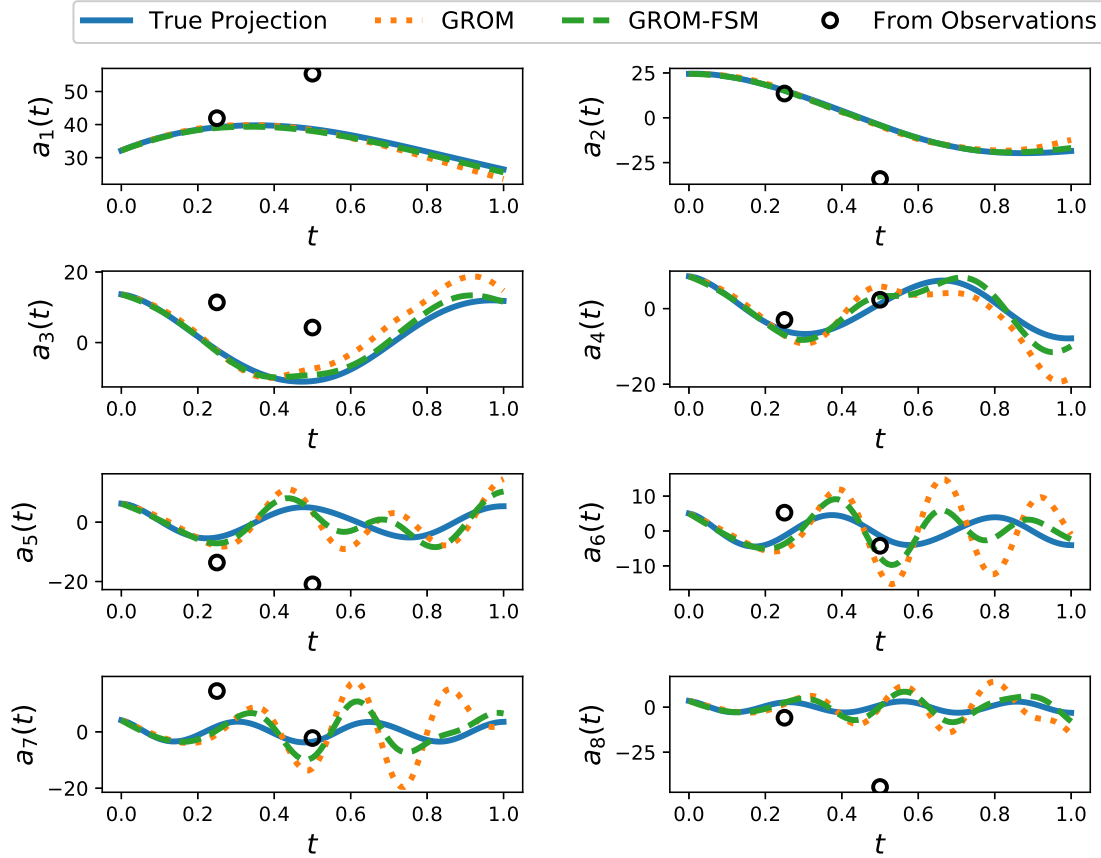 True Projection GROM GROM-FSM From Observations
a₁(t)
50
40
30
0.0 0.2 0.4 0.6 0.8 1.0
t
a₂(t)
25
0
−25
0.0 0.2 0.4 0.6 0.8 1.0
t
a₃(t)
20
0
0.0 0.2 0.4 0.6 0.8 1.0
t
a₄(t)
0
−20
0.0 0.2 0.4 0.6 0.8 1.0
t
a₅(t)
0
−20
0.0 0.2 0.4 0.6 0.8 1.0
t
a₆(t)
10
0
−10
0.0 0.2 0.4 0.6 0.8 1.0
t
a₇(t)
0
−20
0.0 0.2 0.4 0.6 0.8 1.0
t
a₈(t)
0
−25
0.0 0.2 0.4 0.6 0.8 1.0
t